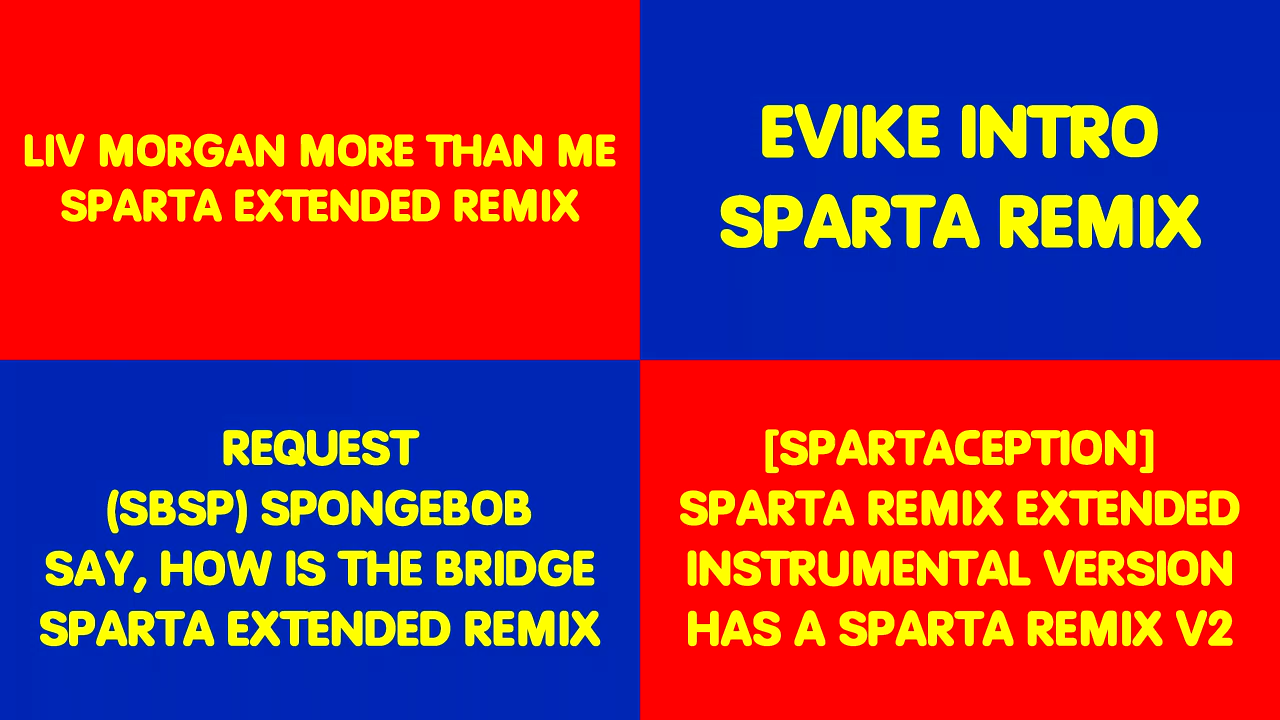 LIV MORGAN MORE THAN ME
SPARTA EXTENDED REMIX
EVIKE INTRO
SPARTA REMIX
REQUEST
(SBSP) SPONGEBOB
SAY, HOW IS THE BRIDGE
SPARTA EXTENDED REMIX
[SPARTACEPTION]
SPARTA REMIX EXTENDED
INSTRUMENTAL VERSION
HAS A SPARTA REMIX V2